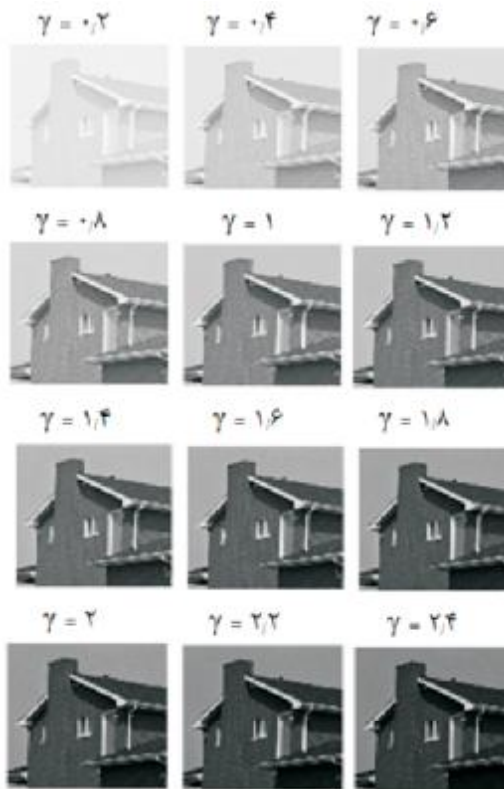 γ = ۰٫۲ γ = ۰٫۴ γ = ۰٫۶
γ = ۰٫۸ γ = ۱ γ = ۱٫۲
γ = ۱٫۴ γ = ۱٫۶ γ = ۱٫۸
γ = ۲ γ = ۲٫۲ γ = ۲٫۴